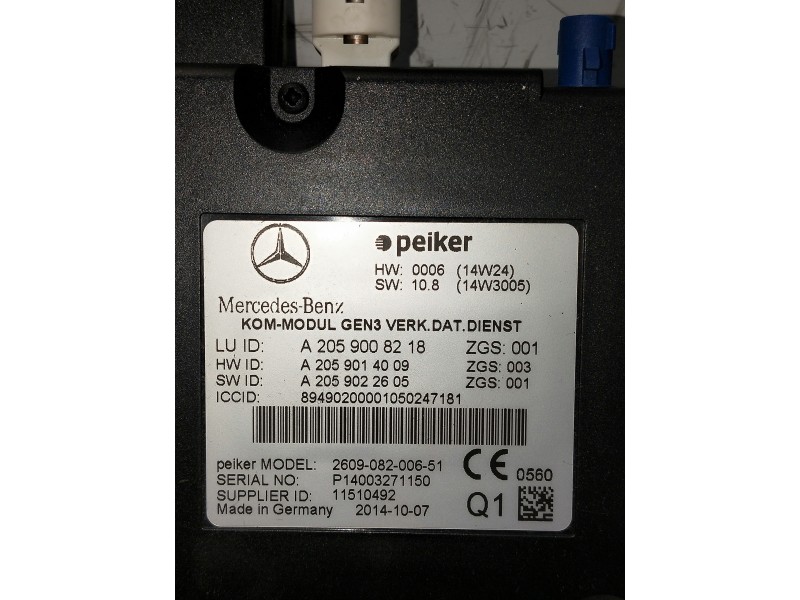 peiker
HW: 0006 (14W24)
SW: 10.8 (14W3005)
Mercedes-Benz
KOM-MODUL GEN3 VERK.DAT.DIENST
LU ID: A 205 900 82 18 ZGS: 001
HW ID: A 205 901 40 09 ZGS: 003
SW ID: A 205 902 26 05 ZGS: 001
ICCID: 89490200001050247181
peiker MODEL: 2609-082-006-51
SERIAL NO: P14003271150
SUPPLIER ID: 11510492
Made in Germany 2014-10-07
CE 0560
Q1